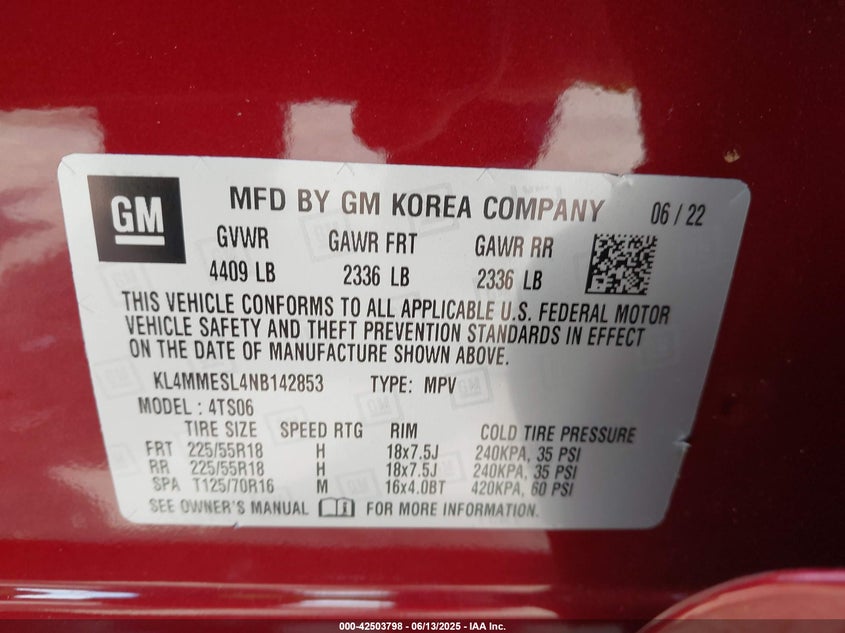 GM
MFD BY GM KOREA COMPANY 06 / 22
GVWR GAWR FRT GAWR RR
4409 LB 2336 LB 2336 LB
THIS VEHICLE CONFORMS TO ALL APPLICABLE U.S. FEDERAL MOTOR
VEHICLE SAFETY AND THEFT PREVENTION STANDARDS IN EFFECT
ON THE DATE OF MANUFACTURE SHOWN ABOVE.
KL4MMESL4NB142853 TYPE: MPV
MODEL : 4TS06
TIRE SIZE SPEED RTG RIM COLD TIRE PRESSURE
FRT 225/55R18 H 18x7.5J 240KPA, 35 PSI
RR 225/55R18 H 18x7.5J 240KPA, 35 PSI
SPA T125/70R16 M 16x4.0BT 420KPA, 60 PSI
SEE OWNER'S MANUAL i FOR MORE INFORMATION.
000-42503798 - 06/13/2025 - IAA Inc.